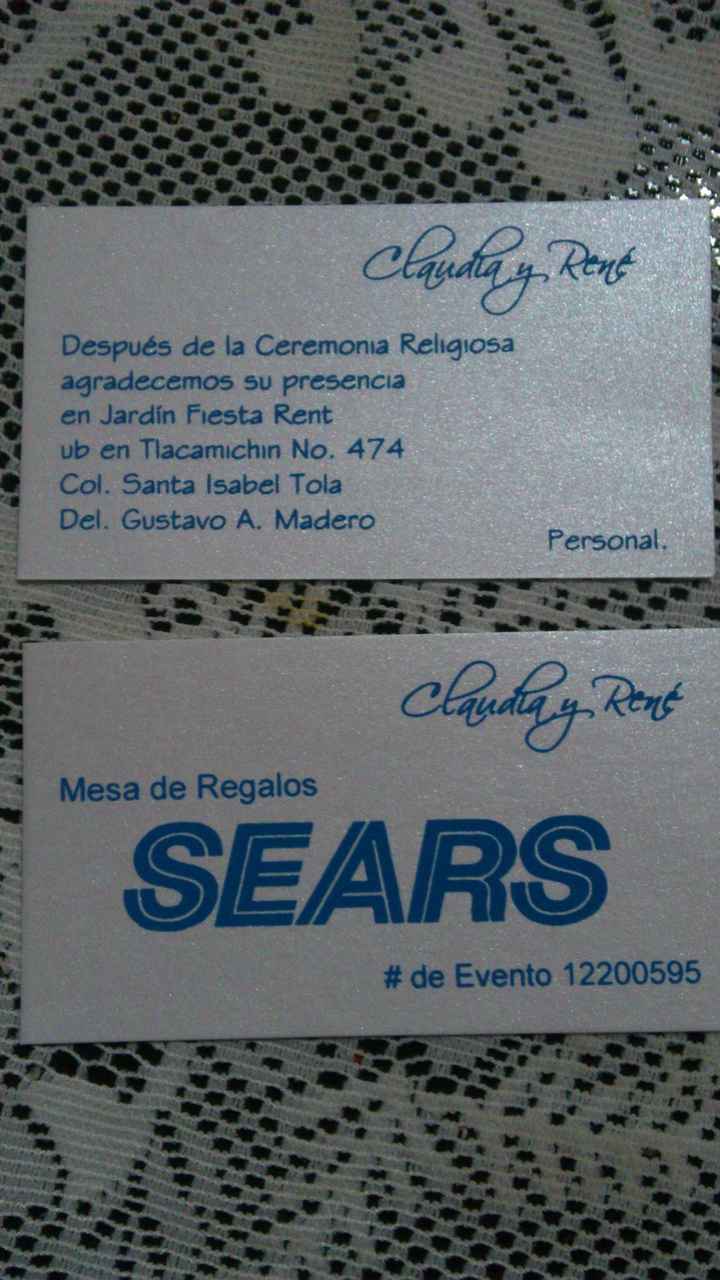 Claudia y René
Después de la Ceremonia Religiosa
agradecemos su presencia
en Jardín Fiesta Rent
ub en Tlacamichin No. 474
Col. Santa Isabel Tola
Del. Gustavo A. Madero
Personal.
Claudia y René
Mesa de Regalos
SEARS
# de Evento 12200595